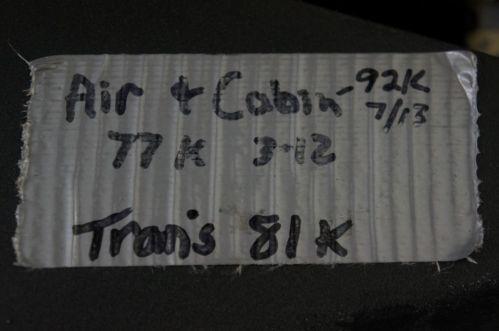 Air & Cabin - 92K
7/13
77K 3-12
Trans 81K